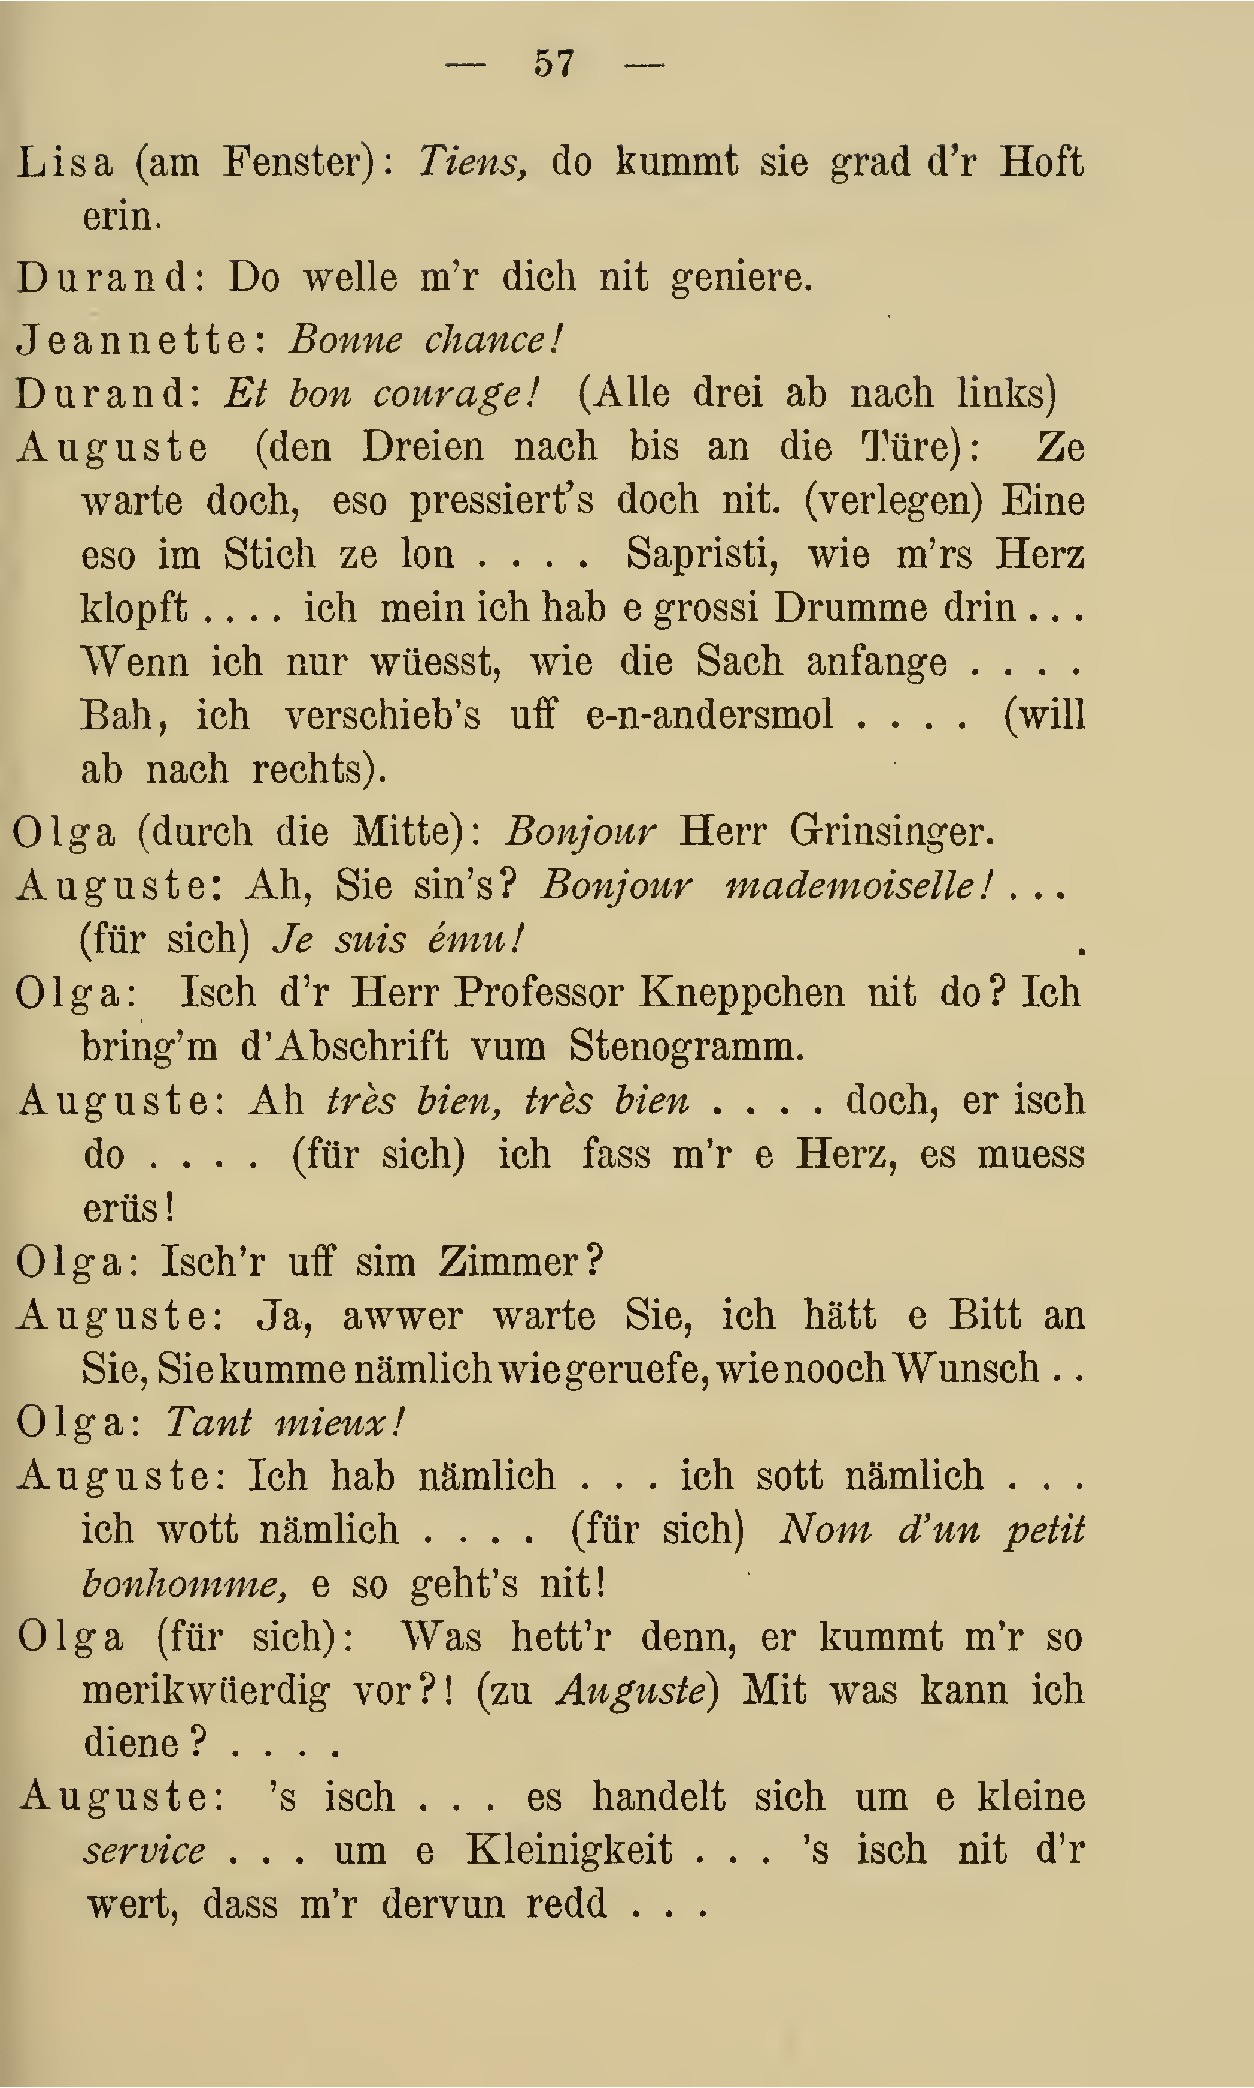 — 57 —
Lisa (am Fenster): Tiens, do kummt sie grad d'r Hoft
erin.
Durand: Do welle m'r dich nit geniere.
Jeannette: Bonne chance!
Durand: Et bon courage! (Alle drei ab nach links)
Auguste (den Dreien nach bis an die Türe): Ze
warte doch, eso pressiert's doch nit. (verlegen) Eine
eso im Stich ze lon . . . . Sapristi, wie m'rs Herz
klopft . . . . ich mein ich hab e grossi Drumme drin . . .
Wenn ich nur wüesst, wie die Sach anfange . . . .
Bah, ich verschieb's uff e-n-andersmol . . . . (will
ab nach rechts).
Olga (durch die Mitte): Bonjour Herr Grinsinger.
Auguste: Ah, Sie sin's? Bonjour mademoiselle! . . .
(für sich) Je suis ému!
Olga: Isch d'r Herr Professor Kneppchen nit do? Ich
bring'm d'Abschrift vum Stenogramm.
Auguste: Ah très bien, très bien . . . . doch, er isch
do . . . . (für sich) ich fass m'r e Herz, es muess
erüs!
Olga: Isch'r uff sim Zimmer?
Auguste: Ja, awwer warte Sie, ich hätt e Bitt an
Sie, Sie kumme nämlich wie geruefe, wie nooch Wunsch . .
Olga: Tant mieux!
Auguste: Ich hab nämlich . . . ich sott nämlich . . .
ich wott nämlich . . . . (für sich) Nom d'un petit
bonhomme, e so geht's nit!
Olga (für sich): Was hett'r denn, er kummt m'r so
merikwüerdig vor?! (zu Auguste) Mit was kann ich
diene? . . . .
Auguste: 's isch . . . es handelt sich um e kleine
service . . . um e Kleinigkeit . . . 's isch nit d'r
wert, dass m'r dervun redd . . .